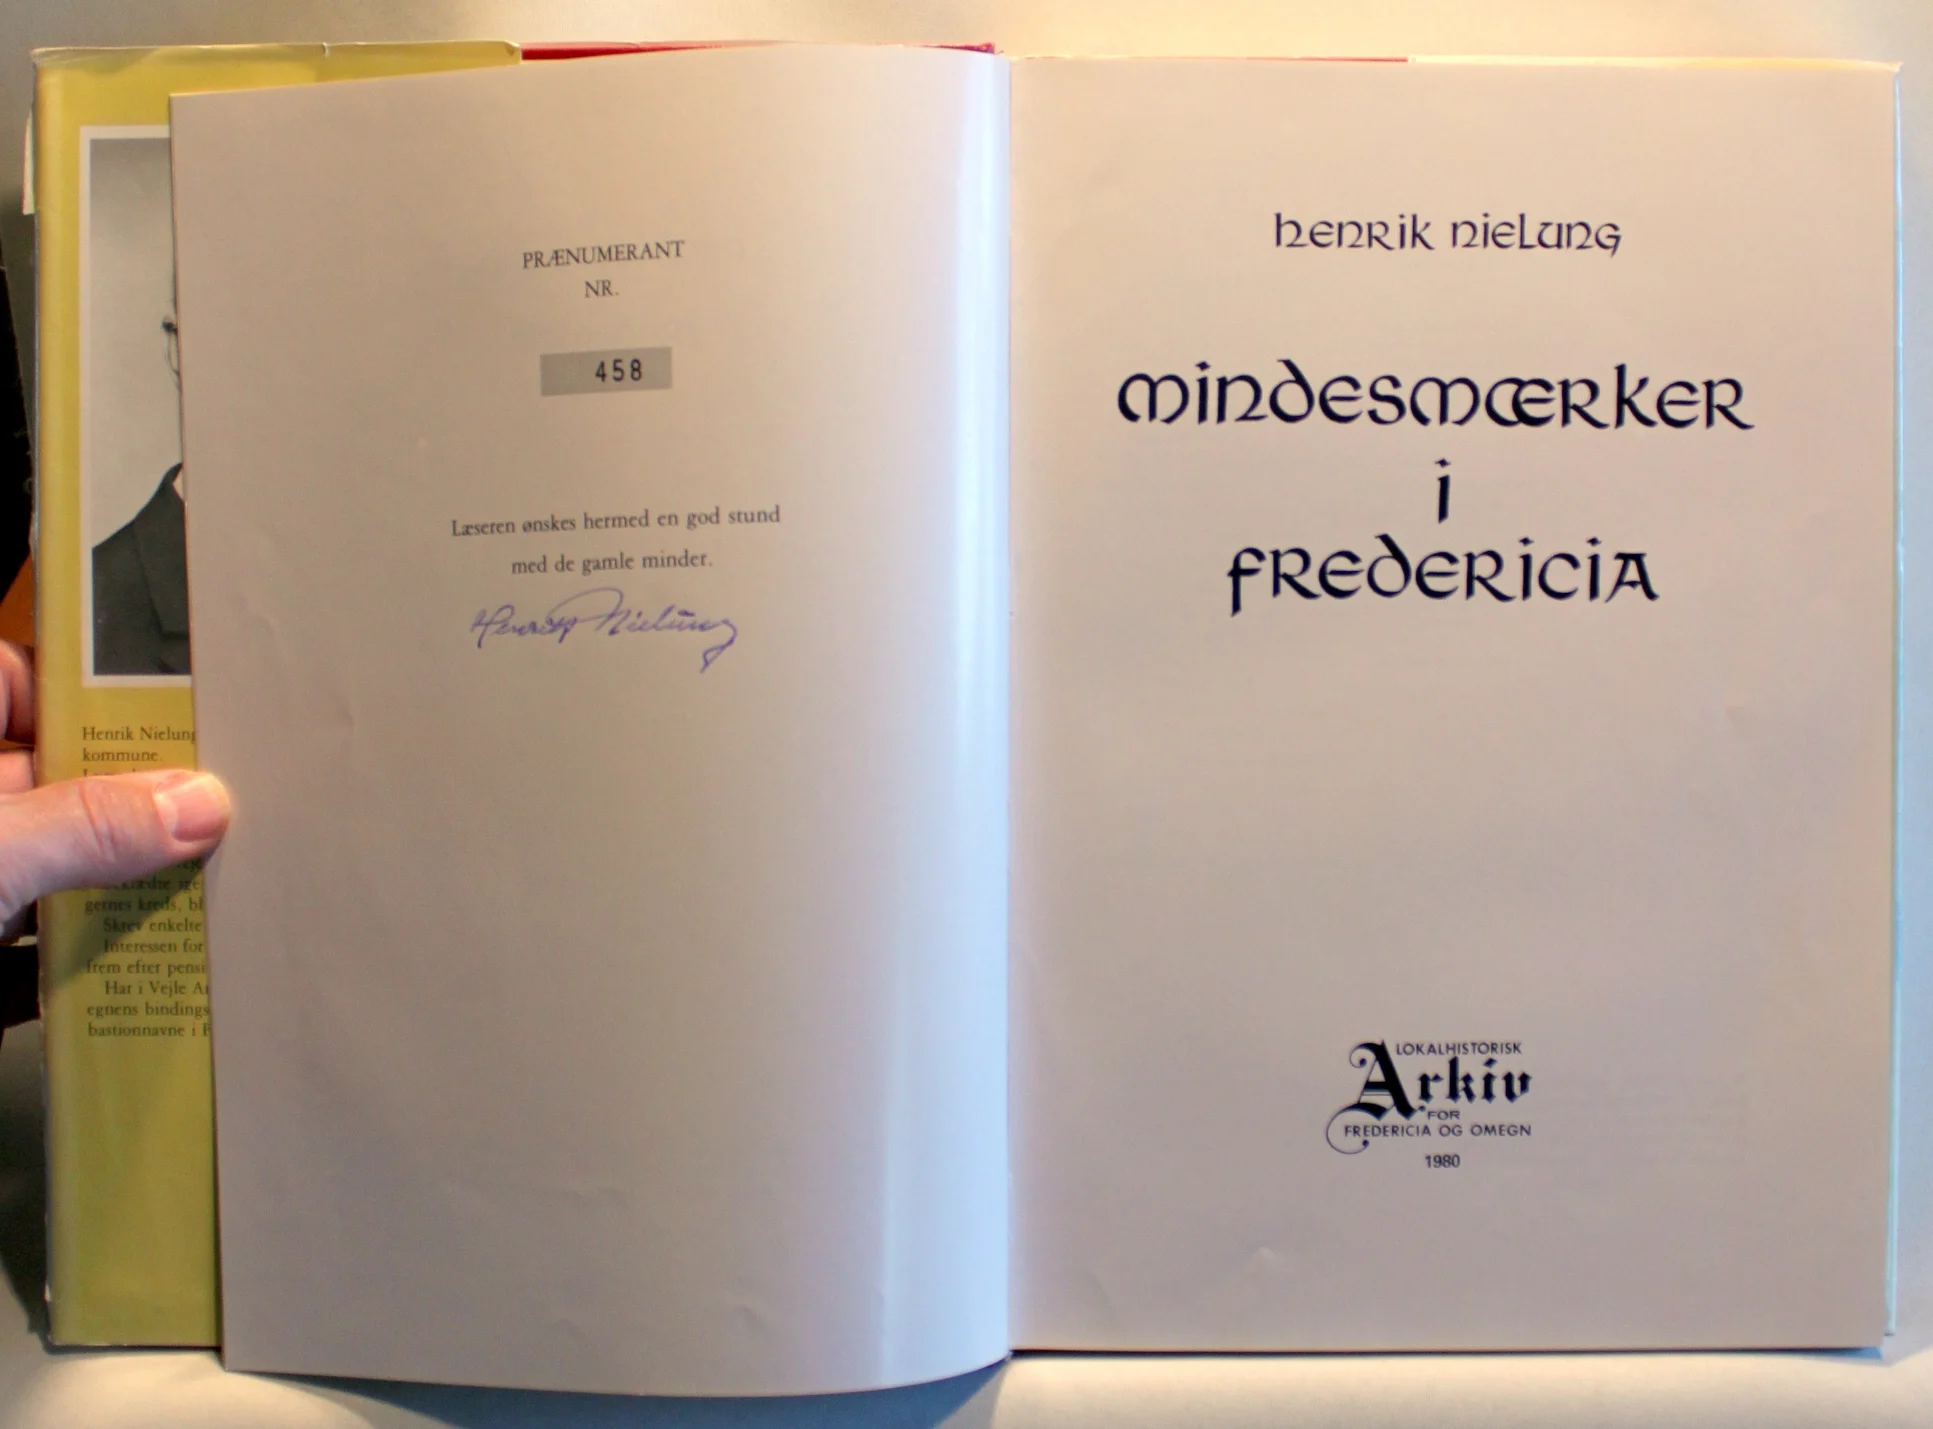 PRÆNUMERANT
NR.
458
Læseren ønskes hermed en god stund
med de gamle minder.
Henrik Nielung
Henrik Nielung
kommune.
gernes kreds, bl
Skrev enkelte
Interessen for
frem efter pensi
Har i Vejle A
egnens bindings
bastionnavne i F
HENRIK NIELUNG
MINDESMÆRKER
i
FREDERICIA
LOKALHISTORISK
Arkiv
FOR
FREDERICIA OG OMEGN
1980